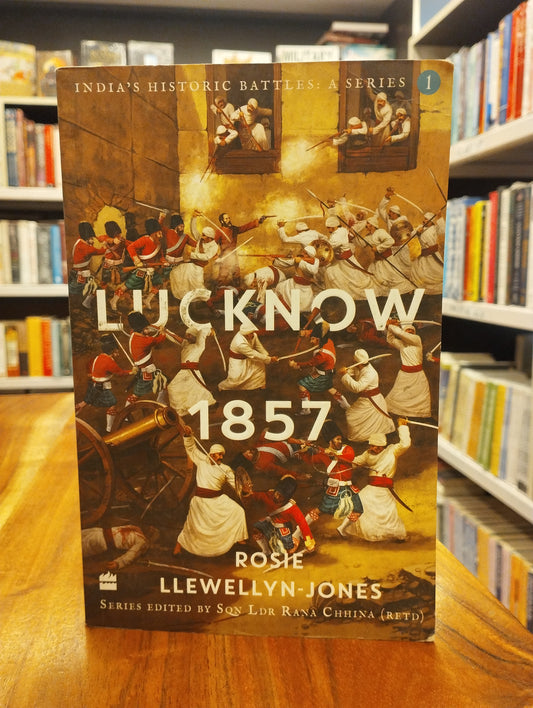 INDIA'S HISTORIC BATTLES: A SERIES 1
LUCKNOW
1857
ROSIE
LLEWELLYN-JONES
SERIES EDITED BY SQN LDR RANA CHHINA (RETD)